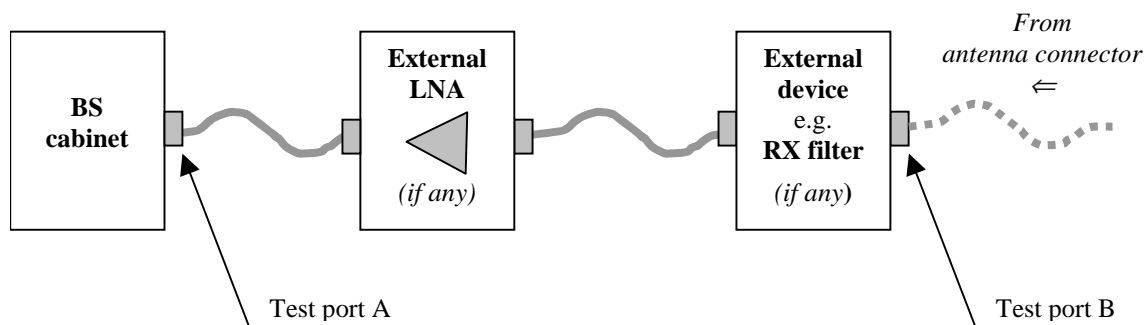 BS
cabinet
External
LNA
(if any)
External
device
e.g.
RX filter
(if any)
From
antenna connector
⇐
Test port A
Test port B